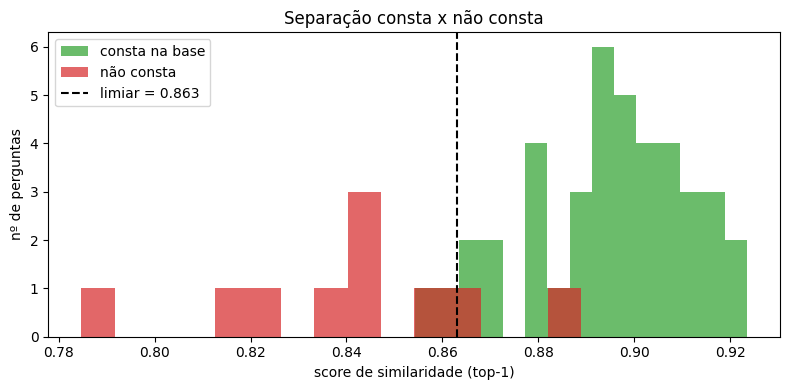 Separação consta x não consta
consta na base
não consta
limiar = 0.863
nº de perguntas
6
5
4
3
2
1
0
0.78 0.80 0.82 0.84 0.86 0.88 0.90 0.92
score de similaridade (top-1)